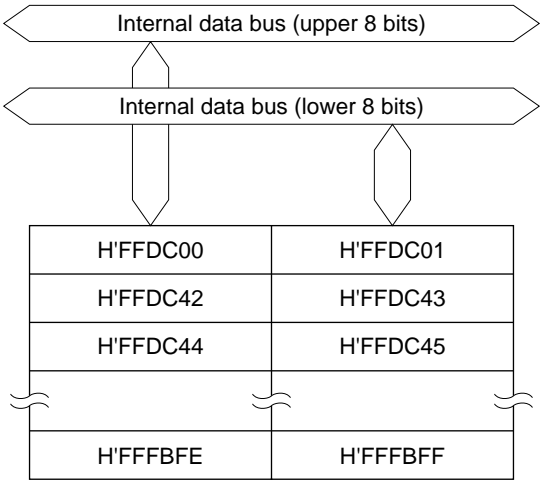 Internal data bus (upper 8 bits)
Internal data bus (lower 8 bits)
H'FFDC00 H'FFDC01
H'FFDC42 H'FFDC43
H'FFDC44 H'FFDC45
H'FFFBFE H'FFFBFF